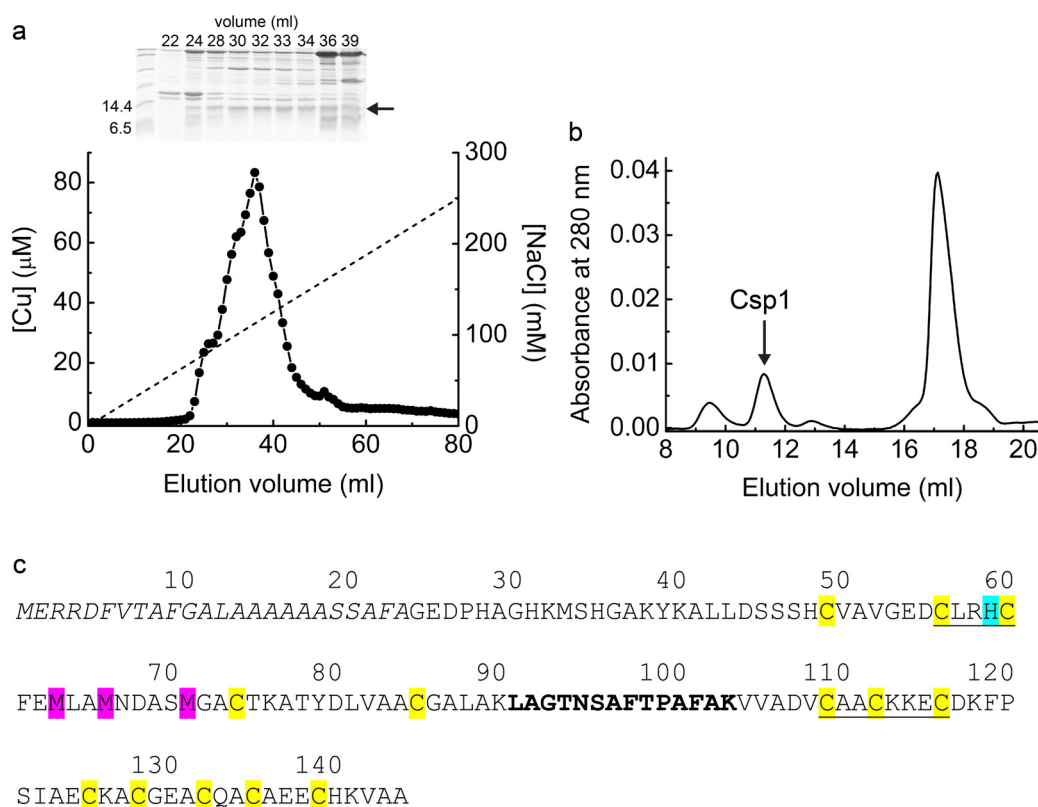 a
volume (ml)
22 24 28 30 32 33 34 36 39
14.4
6.5
80
60
40
20
0
[Cu] (μM)
300
200
100
0
[NaCl] (mM)
0 20 40 60 80
Elution volume (ml)
b
0.04
0.03
0.02
0.01
0.00
Absorbance at 280 nm
Csp1
8 10 12 14 16 18 20
Elution volume (ml)
c
10 20 30 40 50 60
MERRDFVTAFGALAAAAAASSAFAGEDPHAGHKMSHGAKYKALLDSSSHCVAVGEDCLRHC
70 80 90 100 110 120
FEMLAMNDASMGACTKATYDLVAACGALAKLAGTNSAFTPAFAKVVADVCAACKKECDKFP
130 140
SIAECKACGEACQACAEECHKVAA